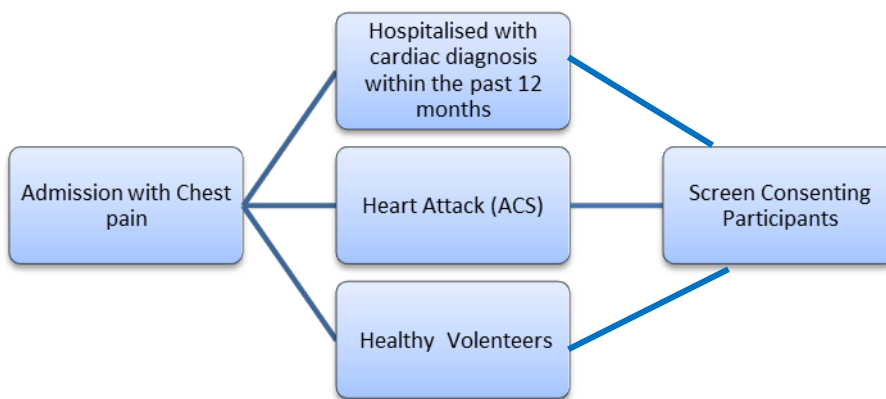 Hospitalised with
cardiac diagnosis
within the past 12
months
Admission with Chest
pain
Heart Attack (ACS)
Screen Consenting
Participants
Healthy Volenteers